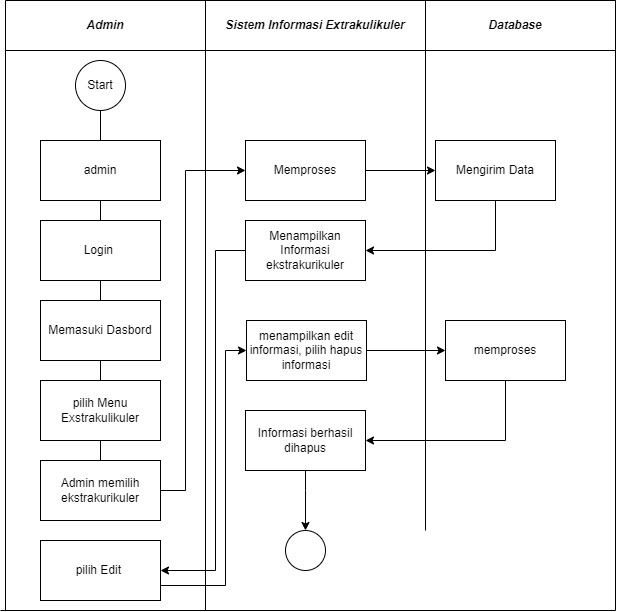 Admin
Sistem Informasi Extrakulikuler
Database
Start
admin
Memproses
Mengirim Data
Login
Menampilkan
Informasi
ekstrakurikuler
Memasuki Dasbord
menampilkan edit
informasi, pilih hapus
informasi
memproses
pilih Menu
Exstrakulikuler
Informasi berhasil
dihapus
Admin memilih
ekstrakurikuler
pilih Edit